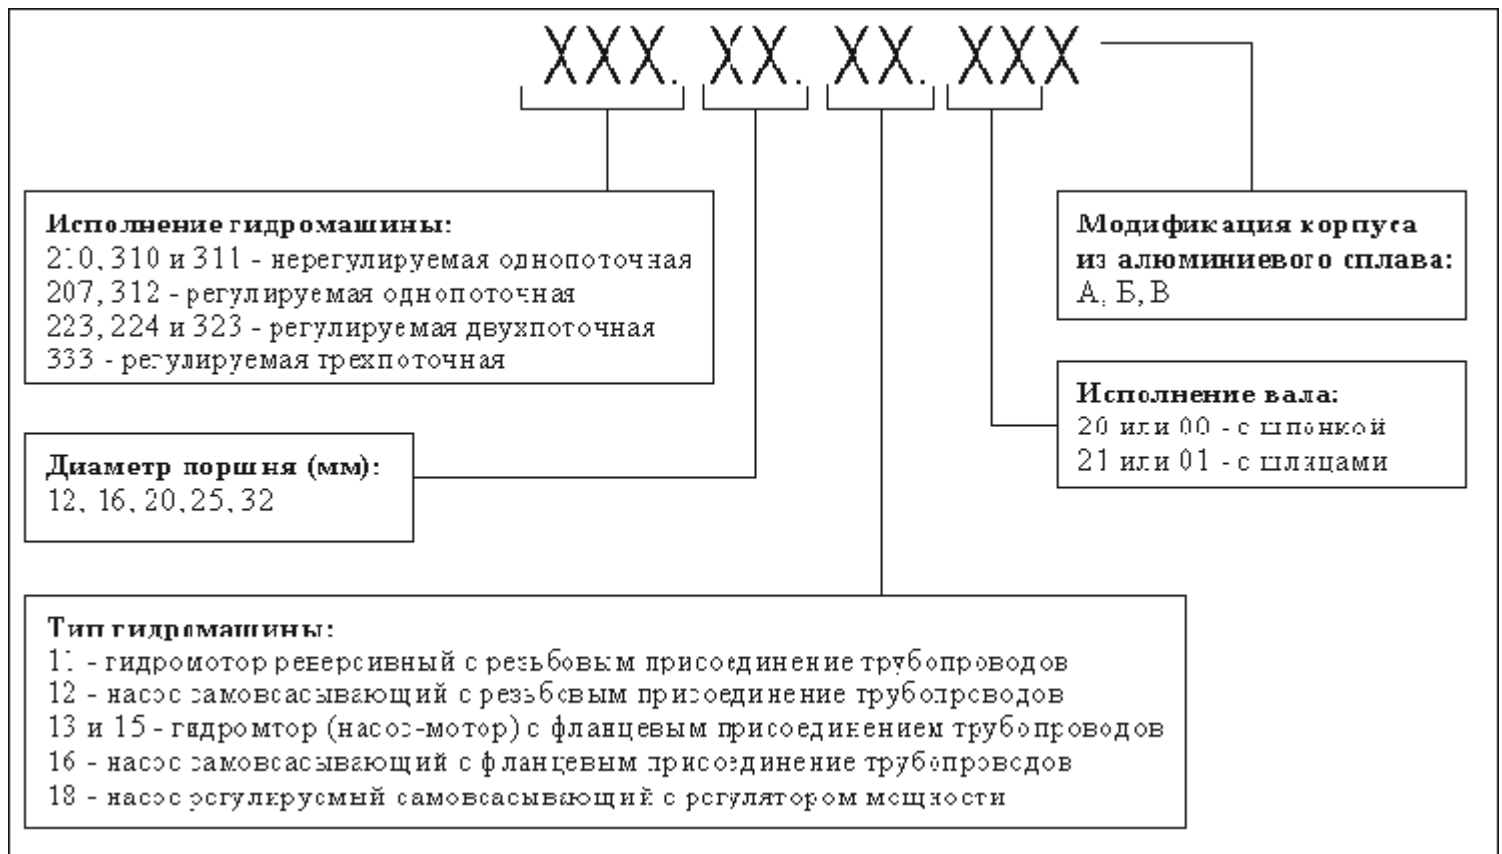 XXX. XX. XX. XXX
Исполнение гидромашины:
210, 310 и 311 - нерегулируемая однопоточная
207, 312 - регулируемая однопоточная
223, 224 и 323 - регулируемая двухпоточная
333 - регулируемая трехпоточная
Модификация корпуса
из алюминиевого сплава:
А, Б, В
Исполнение вала:
20 или 00 - с шпонкой
21 или 01 - с шлицами
Диаметр поршня (мм):
12, 16, 20, 25, 32
Тип гидромашины:
11 - гидромотор реверсивный с резьбовым присоединение трубопроводов
12 - насос самовсасывающий с резьбовым присоединение трубопроводов
13 и 15 - гидромтор (насос-мотор) с фланцевым присоединением трубопроводов
16 - насос самовсасывающий с фланцевым присоединение трубопроводов
18 - насос регулируемый самовсасывающий с регулятором мощности